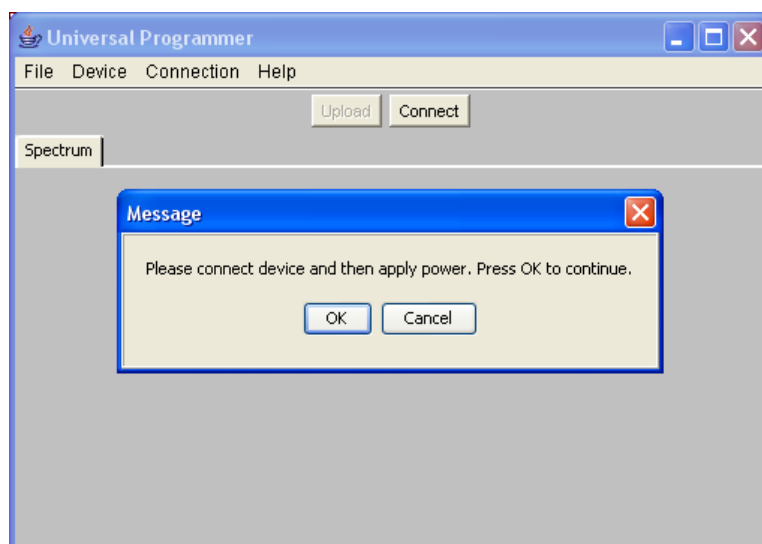 Universal Programmer
File Device Connection Help
Upload Connect
Spectrum
Message
Please connect device and then apply power. Press OK to continue.
OK Cancel